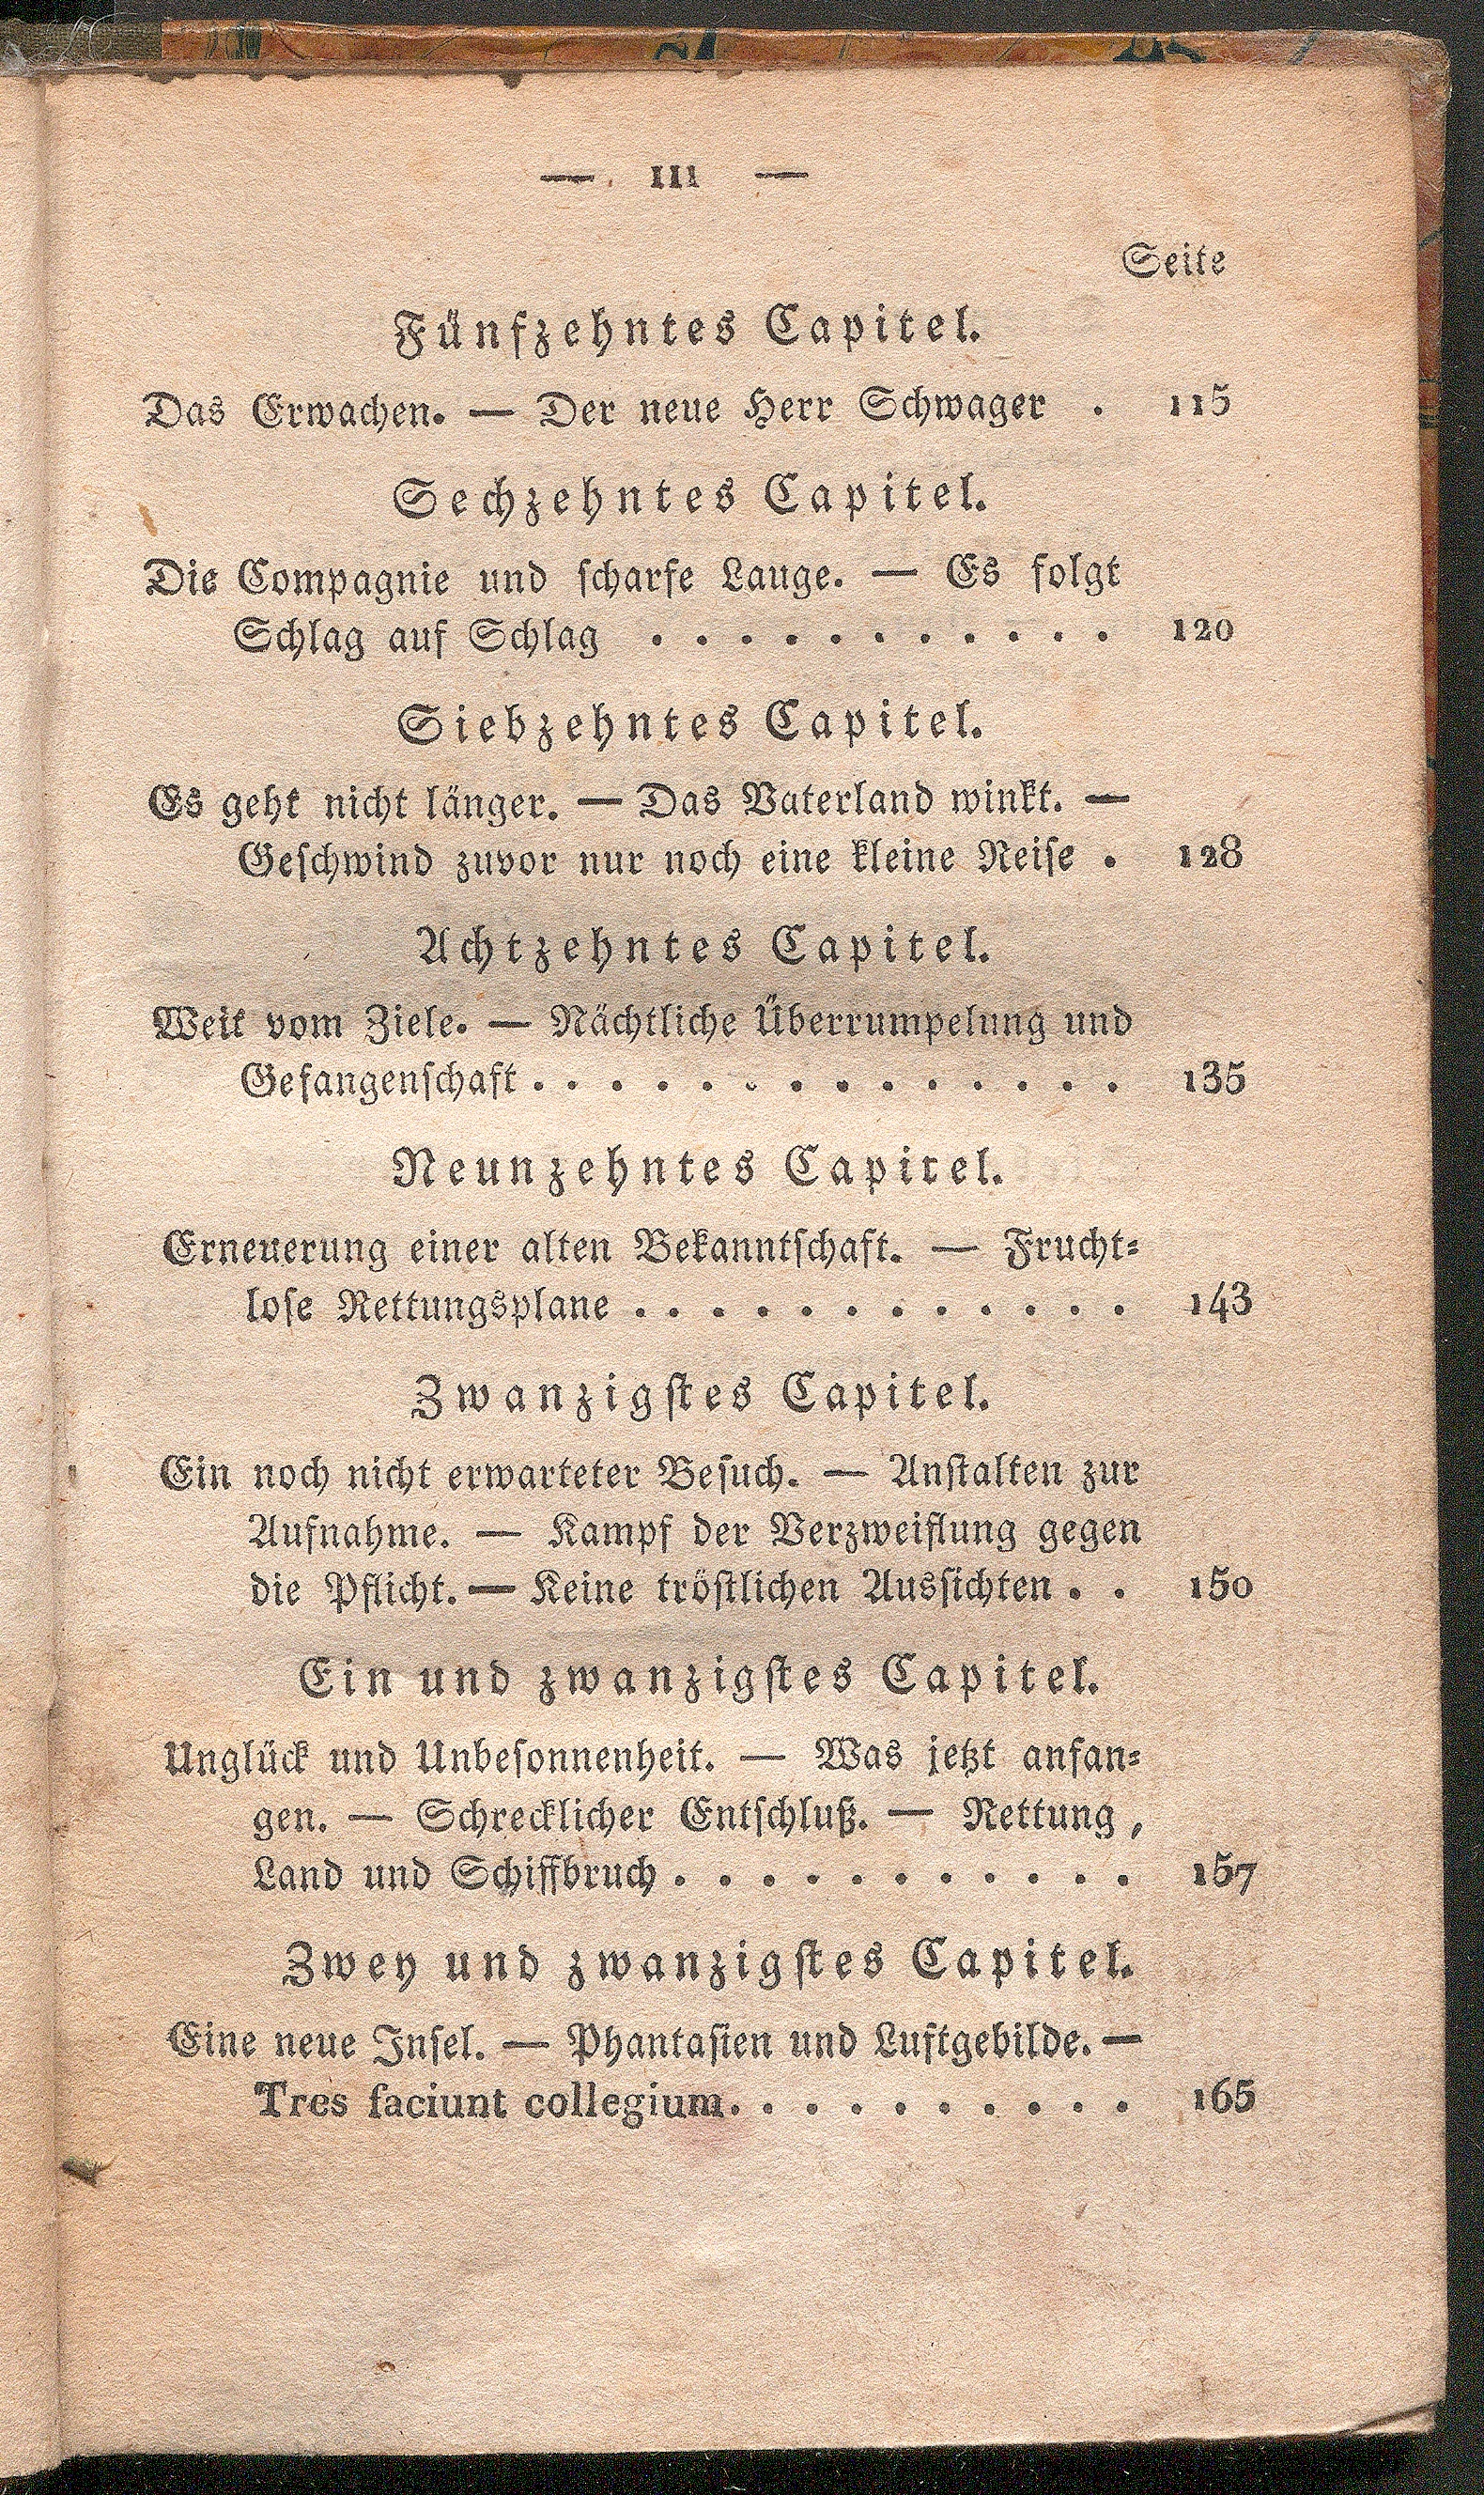 — III —
Seite
Fünfzehntes Capitel.
Das Erwachen. — Der neue Herr Schwager . 115
Sechzehntes Capitel.
Die Compagnie und scharfe Lauge. — Es folgt
Schlag auf Schlag . . . . . . . . . . . 120
Siebzehntes Capitel.
Es geht nicht länger. — Das Vaterland winkt. —
Geschwind zuvor nur noch eine kleine Reise . 128
Achtzehntes Capitel.
Weit vom Ziele. — Nächtliche Überrumpelung und
Gefangenschaft . . . . . . . . . . . . . . 135
Neunzehntes Capitel.
Erneuerung einer alten Bekanntschaft. — Frucht-
lose Rettungsplane . . . . . . . . . . . . 143
Zwanzigstes Capitel.
Ein noch nicht erwarteter Besuch. — Anstalten zur
Aufnahme. — Kampf der Verzweiflung gegen
die Pflicht. — Keine tröstlichen Aussichten . . 150
Ein und zwanzigstes Capitel.
Unglück und Unbesonnenheit. — Was jetzt anfan-
gen. — Schrecklicher Entschluß. — Rettung,
Land und Schiffbruch . . . . . . . . . . . 157
Zwey und zwanzigstes Capitel.
Eine neue Insel. — Phantasien und Luftgebilde. —
Tres faciunt collegium. . . . . . . . . . 165